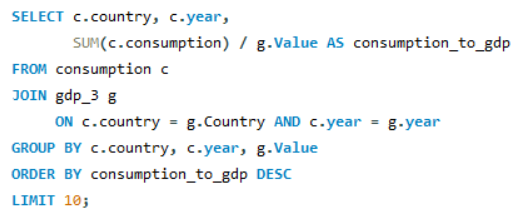 SELECT c.country, c.year,
       SUM(c.consumption) / g.Value AS consumption_to_gdp
FROM consumption c
JOIN gdp_3 g
     ON c.country = g.Country AND c.year = g.year
GROUP BY c.country, c.year, g.Value
ORDER BY consumption_to_gdp DESC
LIMIT 10;